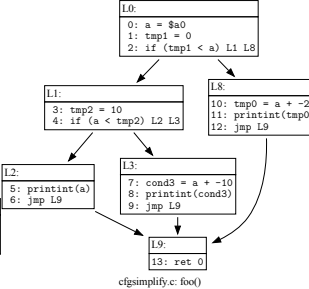 L0:
0: a = $a0
1: tmp1 = 0
2: if (tmp1 < a) L1 L8
L1:
3: tmp2 = 10
4: if (a < tmp2) L2 L3
L8:
10: tmp0 = a + -2
11: printint(tmp0
12: jmp L9
L2:
5: printint(a)
6: jmp L9
L3:
7: cond3 = a + -10
8: printint(cond3)
9: jmp L9
L9:
13: ret 0
cfgsimplify.c: foo()